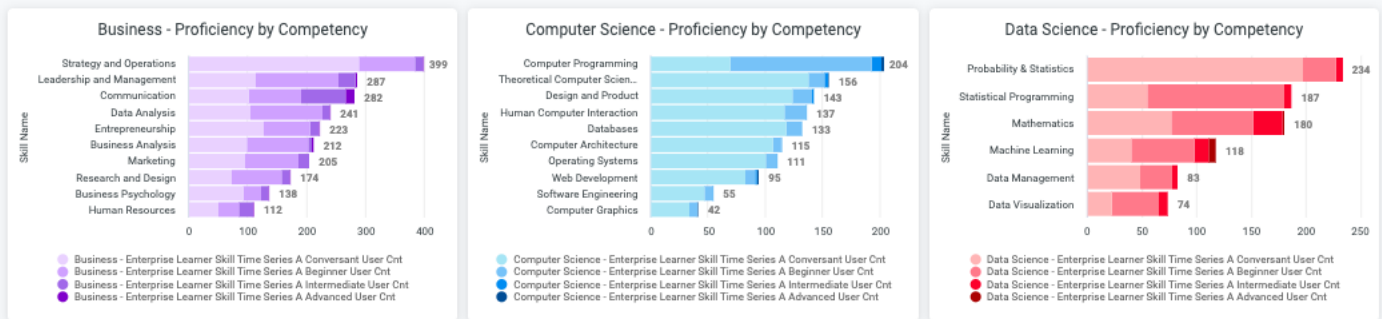 Business - Proficiency by Competency
Skill Name
Strategy and Operations 399
Leadership and Management 287
Communication 282
Data Analysis 241
Entrepreneurship 223
Business Analysis 212
Marketing 205
Research and Design 174
Business Psychology 138
Human Resources 112
0 100 200 300 400
Business - Enterprise Learner Skill Time Series A Conversant User Cnt
Business - Enterprise Learner Skill Time Series A Beginner User Cnt
Business - Enterprise Learner Skill Time Series A Intermediate User Cnt
Business - Enterprise Learner Skill Time Series A Advanced User Cnt
Computer Science - Proficiency by Competency
Skill Name
Computer Programming 204
Theoretical Computer Scien... 156
Design and Product 143
Human Computer Interaction 137
Databases 133
Computer Architecture 115
Operating Systems 111
Web Development 95
Software Engineering 55
Computer Graphics 42
0 50 100 150 200
Computer Science - Enterprise Learner Skill Time Series A Conversant User Cnt
Computer Science - Enterprise Learner Skill Time Series A Beginner User Cnt
Computer Science - Enterprise Learner Skill Time Series A Intermediate User Cnt
Computer Science - Enterprise Learner Skill Time Series A Advanced User Cnt
Data Science - Proficiency by Competency
Skill Name
Probability & Statistics 234
Statistical Programming 187
Mathematics 180
Machine Learning 118
Data Management 83
Data Visualization 74
0 50 100 150 200 250
Data Science - Enterprise Learner Skill Time Series A Conversant User Cnt
Data Science - Enterprise Learner Skill Time Series A Beginner User Cnt
Data Science - Enterprise Learner Skill Time Series A Intermediate User Cnt
Data Science - Enterprise Learner Skill Time Series A Advanced User Cnt